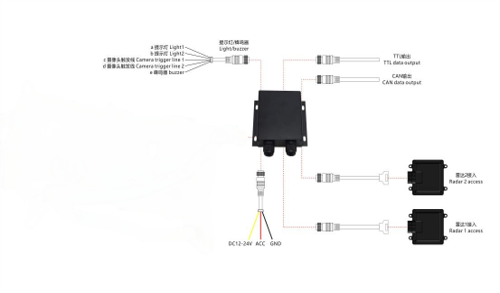 a 提示灯 Light1
b 提示灯 Light2
c 摄像头触发线 Camera trigger line 1
d 摄像头触发线 Camera trigger line 2
e 蜂鸣器 buzzer
提示灯/蜂鸣器
Light/buzzer
TTL输出
TTL data output
CAN输出
CAN data output
雷达2接入
Radar 2 access
雷达1接入
Radar 1 access
DC12-24V ACC GND